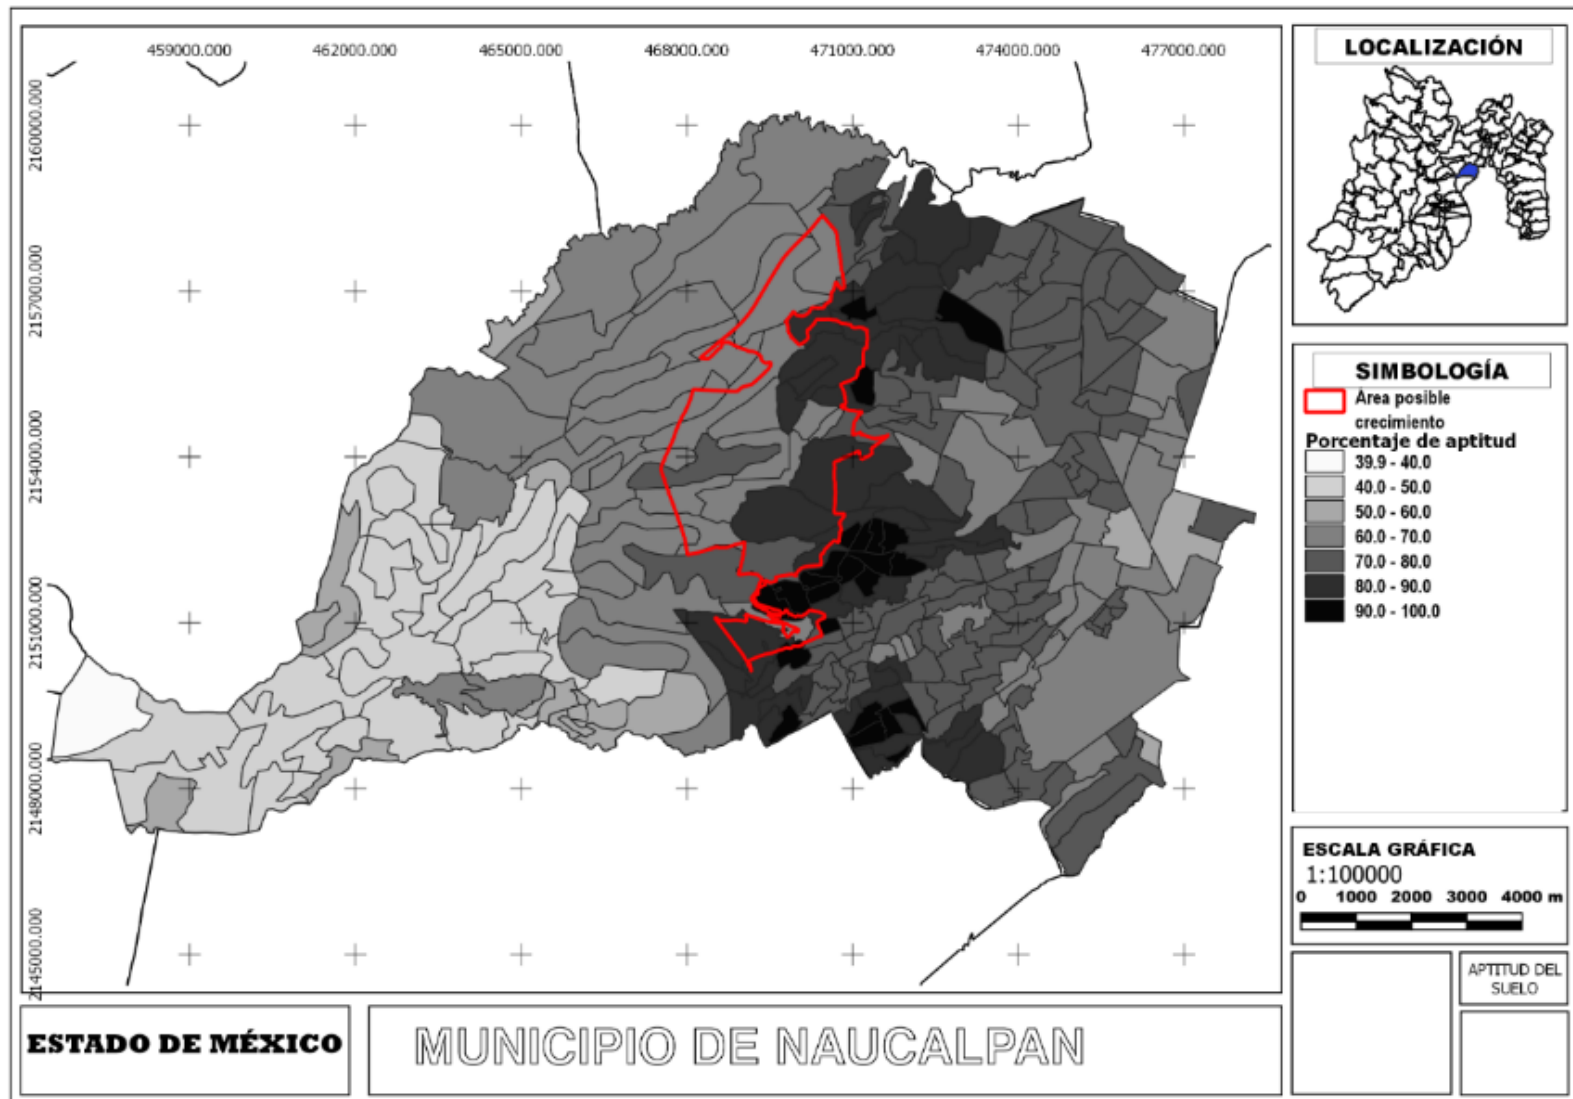 459000.000 462000.000 465000.000 468000.000 471000.000 474000.000 477000.000
2160000.000
2157000.000
2154000.000
2151000.000
2148000.000
2145000.000
LOCALIZACIÓN
SIMBOLOGÍA
Área posible
crecimiento
Porcentaje de aptitud
39.9 - 40.0
40.0 - 50.0
50.0 - 60.0
60.0 - 70.0
70.0 - 80.0
80.0 - 90.0
90.0 - 100.0
ESCALA GRÁFICA
1:100000
0 1000 2000 3000 4000 m
APTITUD DEL
SUELO
ESTADO DE MÉXICO
MUNICIPIO DE NAUCALPAN